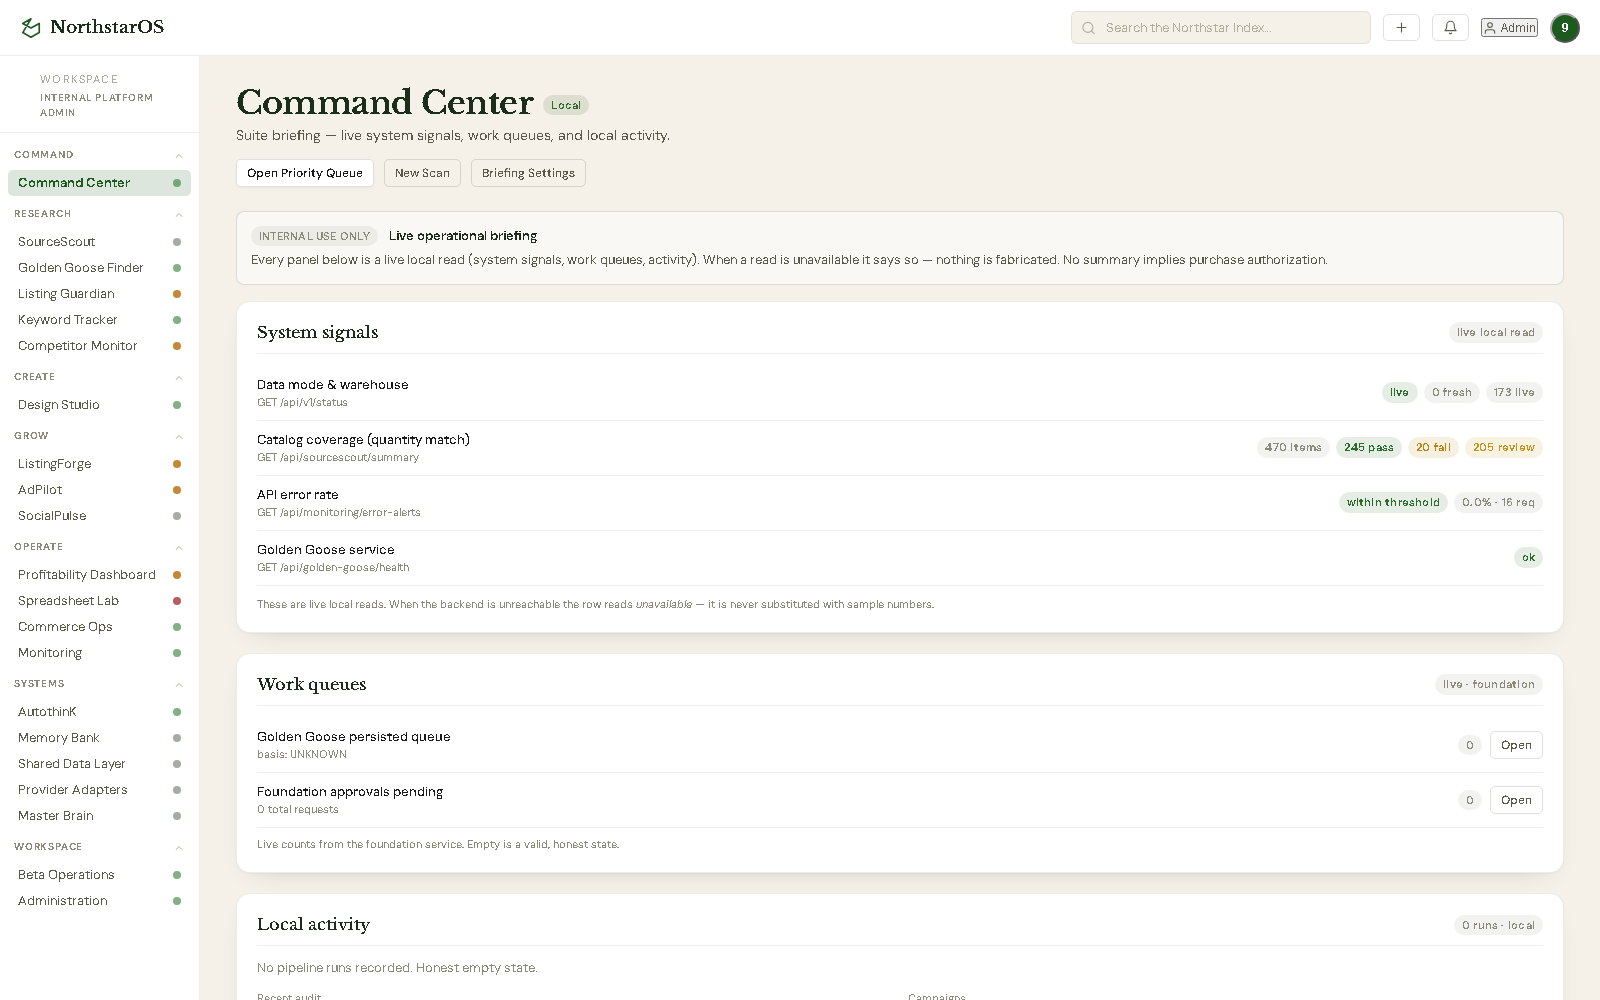 NorthstarOS
Search the Northstar Index...
Admin
9
WORKSPACE
INTERNAL PLATFORM
ADMIN
COMMAND
Command Center
RESEARCH
SourceScout
Golden Goose Finder
Listing Guardian
Keyword Tracker
Competitor Monitor
CREATE
Design Studio
GROW
ListingForge
AdPilot
SocialPulse
OPERATE
Profitability Dashboard
Spreadsheet Lab
Commerce Ops
Monitoring
SYSTEMS
AutothinK
Memory Bank
Shared Data Layer
Provider Adapters
Master Brain
WORKSPACE
Beta Operations
Administration
Command Center Local
Suite briefing — live system signals, work queues, and local activity.
Open Priority Queue New Scan Briefing Settings
INTERNAL USE ONLY Live operational briefing
Every panel below is a live local read (system signals, work queues, activity). When a read is unavailable it says so — nothing is fabricated. No summary implies purchase authorization.
System signals live local read
Data mode & warehouse
GET /api/v1/status
live 0 fresh 173 live
Catalog coverage (quantity match)
GET /api/sourcescout/summary
470 items 245 pass 20 fail 205 review
API error rate
GET /api/monitoring/error-alerts
within threshold 0.0% · 16 req
Golden Goose service
GET /api/golden-goose/health
ok
These are live local reads. When the backend is unreachable the row reads unavailable — it is never substituted with sample numbers.
Work queues live · foundation
Golden Goose persisted queue
basis: UNKNOWN
0 Open
Foundation approvals pending
0 total requests
0 Open
Live counts from the foundation service. Empty is a valid, honest state.
Local activity 0 runs · local
No pipeline runs recorded. Honest empty state.
Recent audit Campaigns